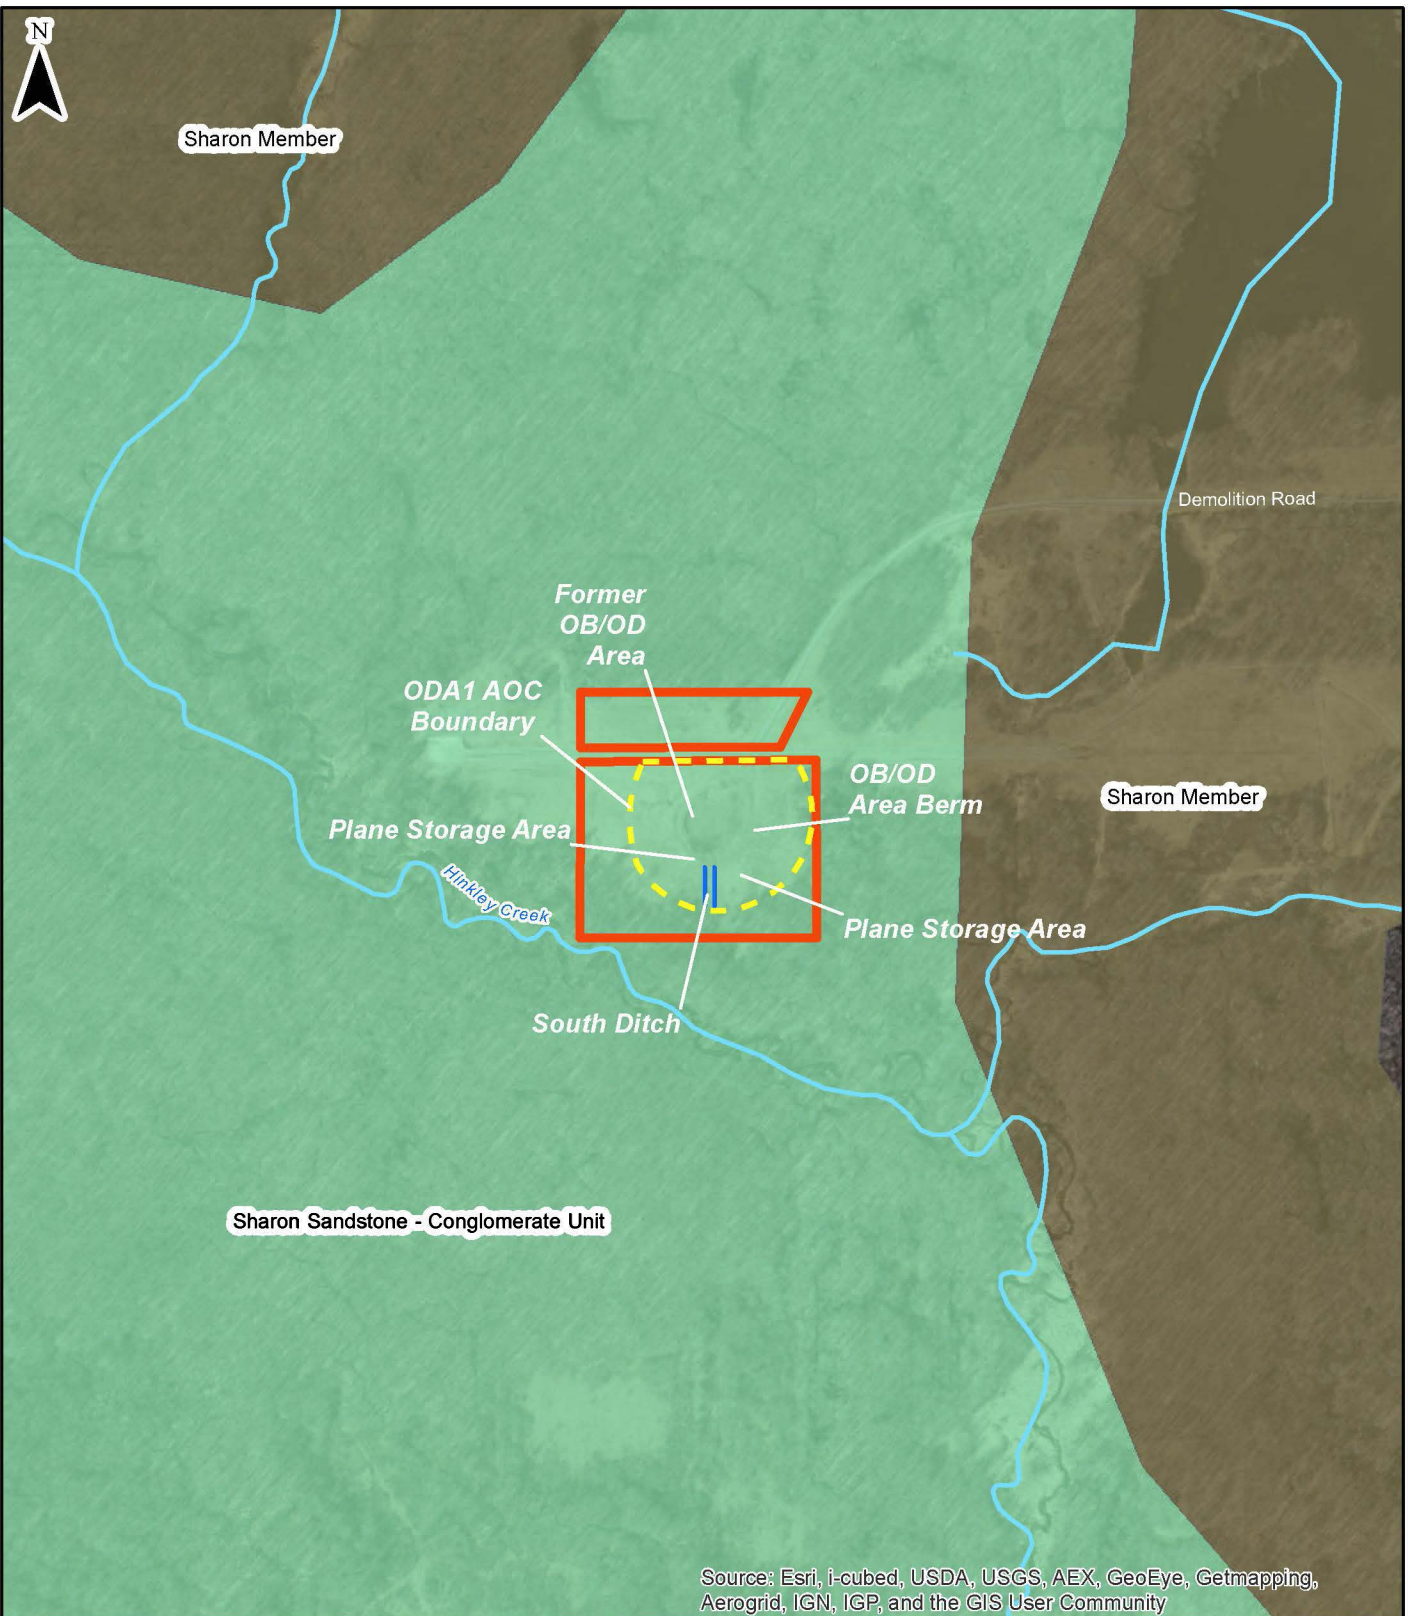 N
Sharon Member
Demolition Road
Former
OB/OD
Area
ODA1 AOC
Boundary
OB/OD
Area Berm
Sharon Member
Plane Storage Area
Hinkley Creek
Plane Storage Area
South Ditch
Sharon Sandstone - Conglomerate Unit
Source: Esri, i-cubed, USDA, USGS, AEX, GeoEye, Getmapping,
Aerogrid, IGN, IGP, and the GIS User Community